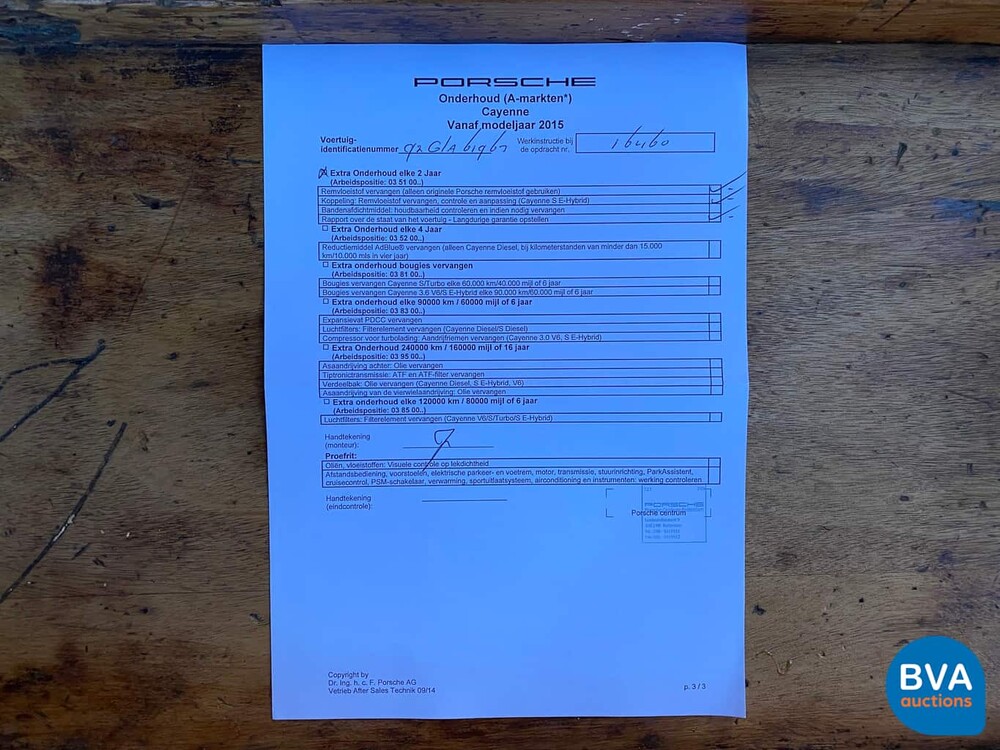 PORSCHE
Onderhoud (A-markten*)
Cayenne
Vanaf modeljaar 2015
Voertuig-
identificationummer
Werkinstructie bij
de opdracht nr. 16460
Extra Onderhoud elke 2 Jaar
(Arbeidspositie: 03 51 00..)
Remvloeistof vervangen (alleen originele Porsche remvloeistof gebruiken)
Koppeling: Remvloeistof vervangen, controle en aanpassing (Cayenne S E-Hybrid)
Bandenafdichtmiddel: houdbaarheid controleren en indien nodig vervangen
Rapport over de staat van het voertuig - Langdurige garantie opstellen
Extra Onderhoud elke 4 Jaar
(Arbeidspositie: 03 52 00..)
Reductiemiddel AdBlue® vervangen (alleen Cayenne Diesel, bij kilometerstanden van minder dan 15.000
km/10.000 mls in vier jaar)
Extra onderhoud bougies vervangen
(Arbeidspositie: 03 81 00..)
Bougies vervangen Cayenne S/Turbo elke 60.000 km/40.000 mijl of 6 jaar
Bougies vervangen Cayenne 3.6 V6/S E-Hybrid elke 90.000 km/60.000 mijl of 6 jaar
Extra onderhoud elke 90000 km / 60000 mijl of 6 jaar
(Arbeidspositie: 03 83 00..)
Expansievat PDCC vervangen
Luchtfilters: Filterelement vervangen (Cayenne Diesel/S Diesel)
Compressor voor turbolading: Aandrijfriemen vervangen (Cayenne 3.0 V6, S E-Hybrid)
Extra Onderhoud 240000 km / 160000 mijl of 16 jaar
(Arbeidspositie: 03 95 00..)
Asaandrijving achter: Olie vervangen
Tiptronictransmissie: ATF en ATF-filter vervangen
Verdeelbak: Olie vervangen (Cayenne Diesel, S E-Hybrid, V6)
Asaandrijving van de vierwielaandrijving: Olie vervangen
Extra onderhoud elke 120000 km / 80000 mijl of 6 jaar
(Arbeidspositie: 03 85 00..)
Luchtfilters: Filterelement vervangen (Cayenne V6/S/Turbo/S E-Hybrid)
Handtekening
(monteur):
Proefrit:
Oliën, vloeistoffen: Visuele controle op lekdichtheid
Afstandsbediening, voorstoelen, elektrische parkeer- en voetrem, motor, transmissie, stuurinrichting, ParkAssistent,
cruisecontrol, PSM-schakelaar, verwarming, sportuitlaatsysteem, airconditioning en instrumenten: werking controleren
Handtekening
(eindcontrole):
PORSCHE
Porsche centrum
Copyright by
Dr. Ing. h. c. F. Porsche AG
Vetrieb After Sales Technik 09/14
p. 3 / 3
BVA
auctions